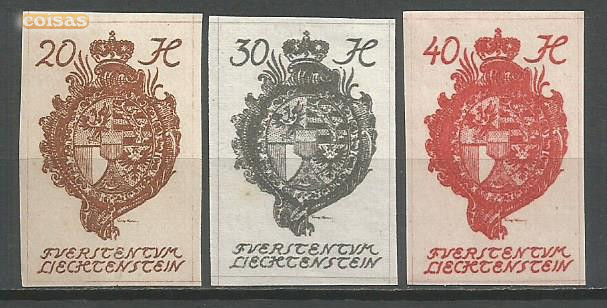 coisas
20 H
FVERSTENTVM
LIECHTENSTEIN
30 H
FVERSTENTVM
LIECHTENSTEIN
40 H
FVERSTENTVM
LIECHTENSTEIN